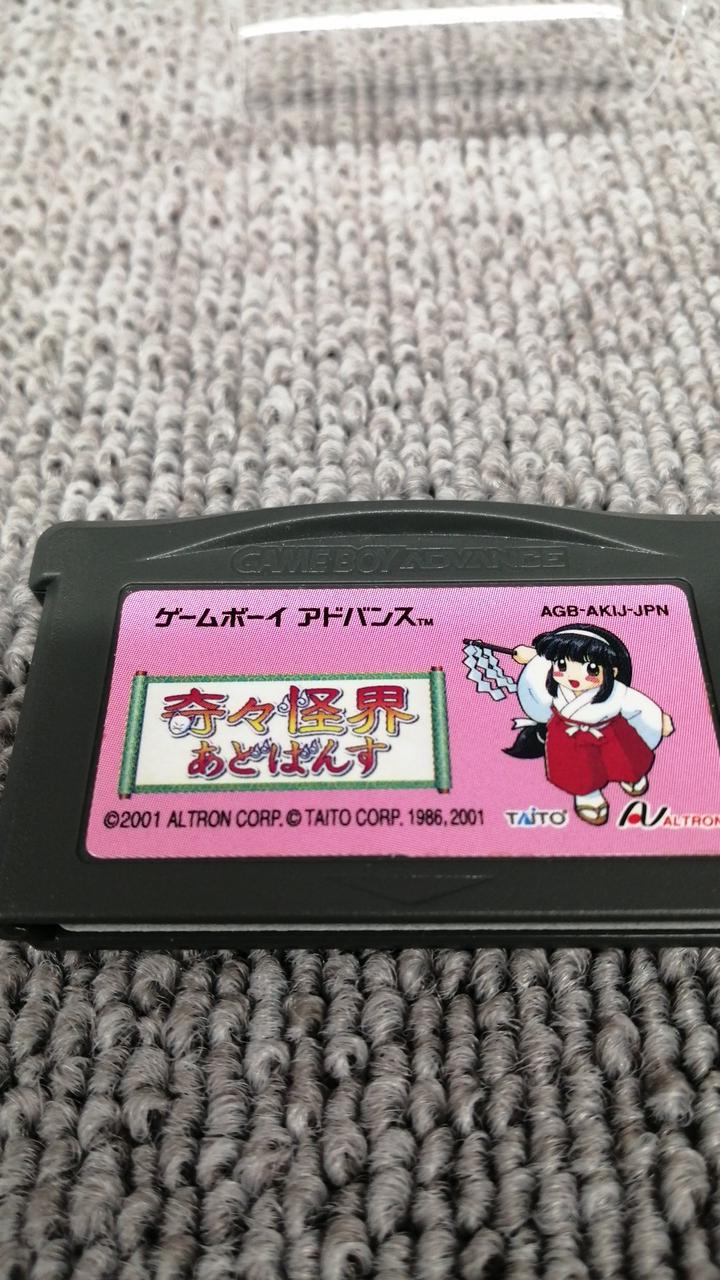 GAME BOY ADVANCE
ゲームボーイ アドバンス™
AGB-AKIJ-JPN
奇々怪界
あどばんす
©2001 ALTRON CORP. © TAITO CORP. 1986, 2001
TAITO
ALTRON